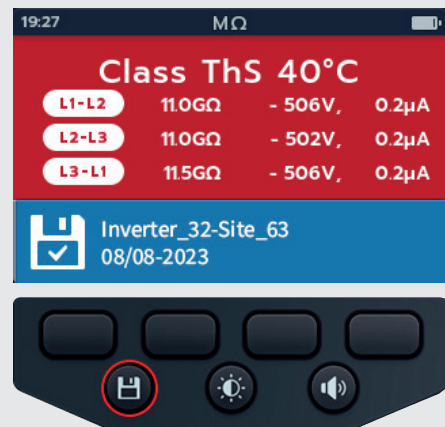 19:27 MΩ
Class ThS 40°C
L1-L2 11.0GΩ - 506V, 0.2µA
L2-L3 11.0GΩ - 502V, 0.2µA
L3-L1 11.5GΩ - 506V, 0.2µA
Inverter_32-Site_63
08/08-2023